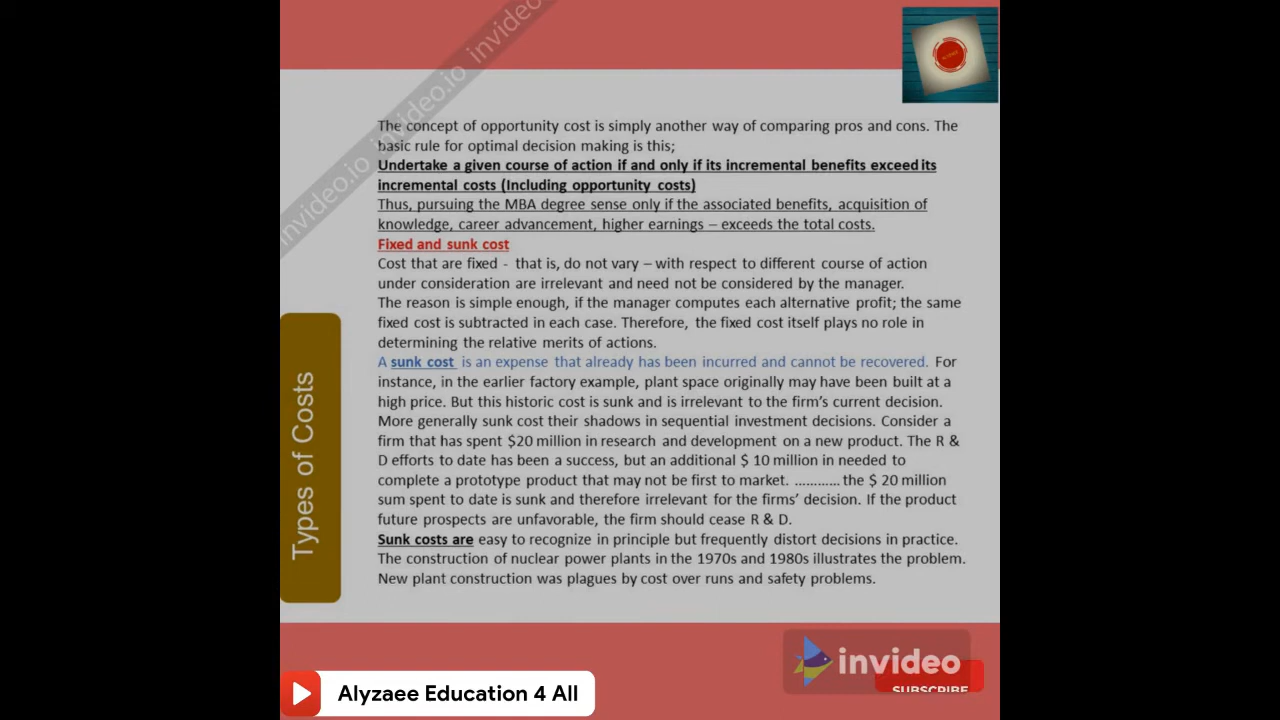 invideo.io invideo.io invideo
The concept of opportunity cost is simply another way of comparing pros and cons. The
basic rule for optimal decision making is this;
Undertake a given course of action if and only if its incremental benefits exceed its
incremental costs (Including opportunity costs)
Thus, pursuing the MBA degree sense only if the associated benefits, acquisition of
knowledge, career advancement, higher earnings – exceeds the total costs.
Fixed and sunk cost
Cost that are fixed - that is, do not vary – with respect to different course of action
under consideration are irrelevant and need not be considered by the manager.
The reason is simple enough, if the manager computes each alternative profit; the same
fixed cost is subtracted in each case. Therefore, the fixed cost itself plays no role in
determining the relative merits of actions.
A sunk cost is an expense that already has been incurred and cannot be recovered. For
instance, in the earlier factory example, plant space originally may have been built at a
high price. But this historic cost is sunk and is irrelevant to the firm's current decision.
More generally sunk cost their shadows in sequential investment decisions. Consider a
firm that has spent $20 million in research and development on a new product. The R &
D efforts to date has been a success, but an additional $ 10 million in needed to
complete a prototype product that may not be first to market. ............ the $ 20 million
sum spent to date is sunk and therefore irrelevant for the firms' decision. If the product
future prospects are unfavorable, the firm should cease R & D.
Sunk costs are easy to recognize in principle but frequently distort decisions in practice.
The construction of nuclear power plants in the 1970s and 1980s illustrates the problem.
New plant construction was plagues by cost over runs and safety problems.
Types of Costs
invideo
SUBSCRIBE
Alyzaee Education 4 All